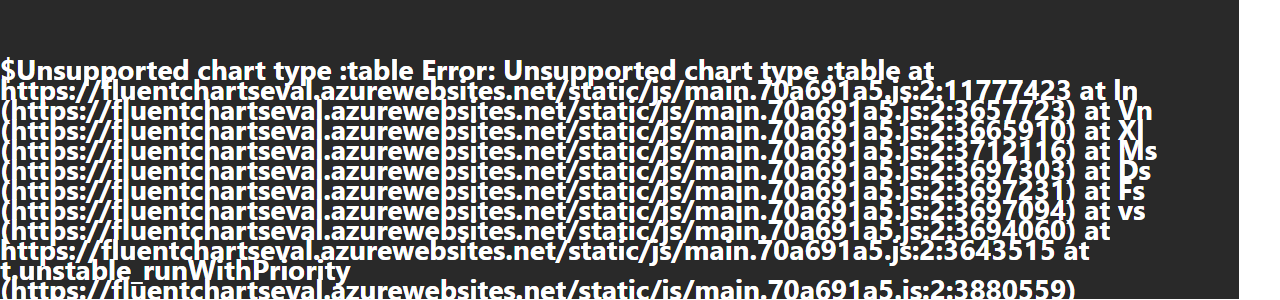 $Unsupported chart type :table Error: Unsupported chart type :table at
https://fluentchartseval.azurewebsites.net/static/js/main.70a691a5.js:2:11777423 at ln
(https://fluentchartseval.azurewebsites.net/static/js/main.70a691a5.js:2:3657723) at Vn
(https://fluentchartseval.azurewebsites.net/static/js/main.70a691a5.js:2:3665910) at Xl
(https://fluentchartseval.azurewebsites.net/static/js/main.70a691a5.js:2:3712116) at Ms
(https://fluentchartseval.azurewebsites.net/static/js/main.70a691a5.js:2:3697303) at Ds
(https://fluentchartseval.azurewebsites.net/static/js/main.70a691a5.js:2:3697231) at Fs
(https://fluentchartseval.azurewebsites.net/static/js/main.70a691a5.js:2:3697094) at vs
(https://fluentchartseval.azurewebsites.net/static/js/main.70a691a5.js:2:3694060) at
https://fluentchartseval.azurewebsites.net/static/js/main.70a691a5.js:2:3643515 at
t.unstable_runWithPriority
(https://fluentchartseval.azurewebsites.net/static/js/main.70a691a5.js:2:3880559)